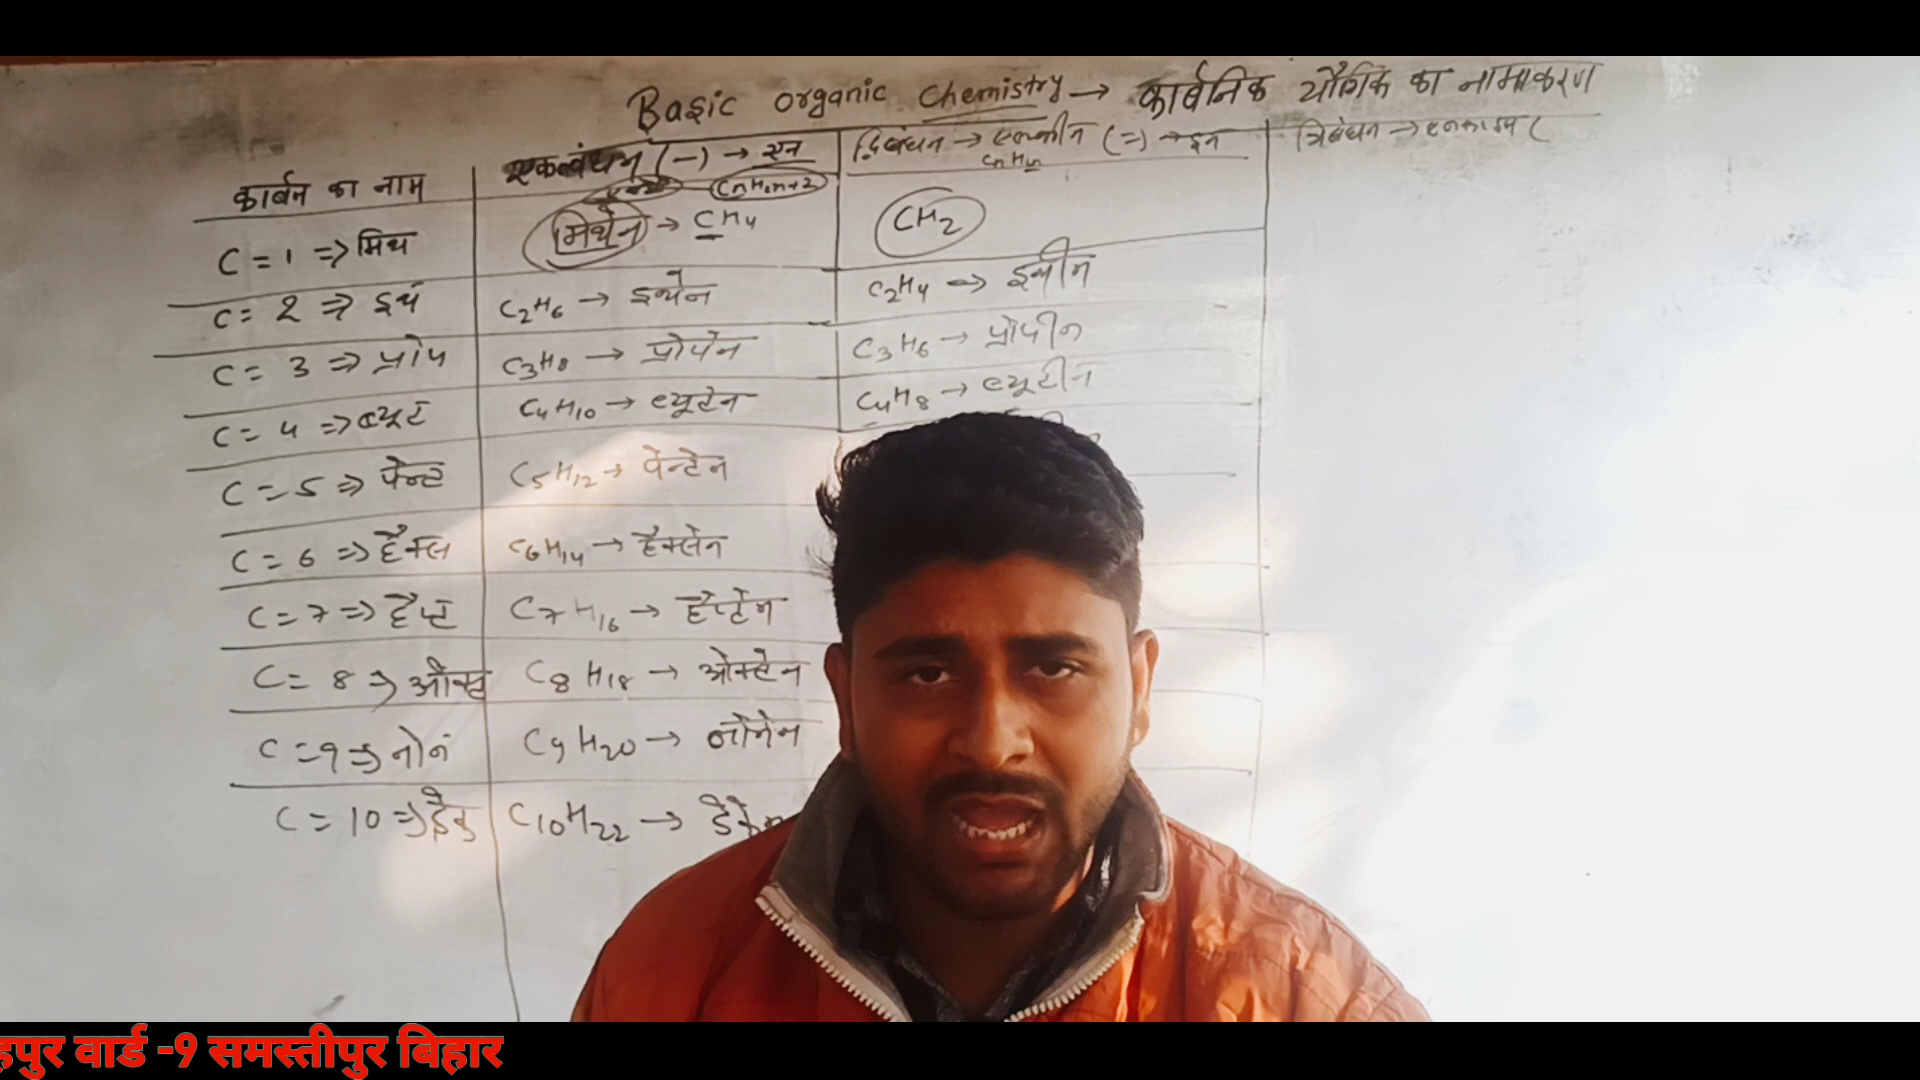 Basic organic chemistry → कार्बनिक यौगिक का नामाकरण
कार्बन का नाम
एकलबंधन (—) → एन
CnH2n+2
द्विबंधन → एल्कीन (=) → इन
CnH2n
त्रिबंधन → एल्काइन (
C = 1 => मिथ
मिथेन → CH4
CH2
C = 2 => इथ
C2H6 → इथेन
C2H4 => इथीन
C = 3 => प्रोप
C3H8 → प्रोपेन
C3H6 → प्रोपीन
C = 4 => ब्यूट
C4H10 → ब्यूटेन
C4H8 → ब्यूटीन
C = 5 => पेन्ट
C5H12 → पेन्टेन
C = 6 => हैक्स
C6H14 → हैक्सेन
C = 7 => हैप्ट
C7H16 → हैप्टेन
C = 8 => ऑक्ट
C8H18 → ओक्टेन
C = 9 => नोन
C9H20 → नोनेन
C = 10 => डेक
C10H22 → डेकेन
हपुर वार्ड -9 समस्तीपुर बिहार